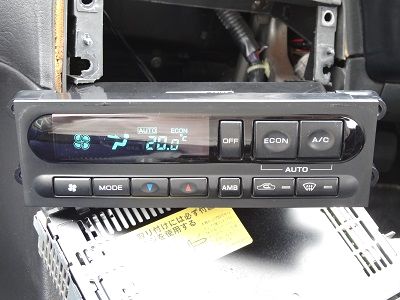 AUTO ECON
20.0°C
OFF
ECON
A/C
AUTO
MODE
AMB
取り付けには必ず付
を使用する